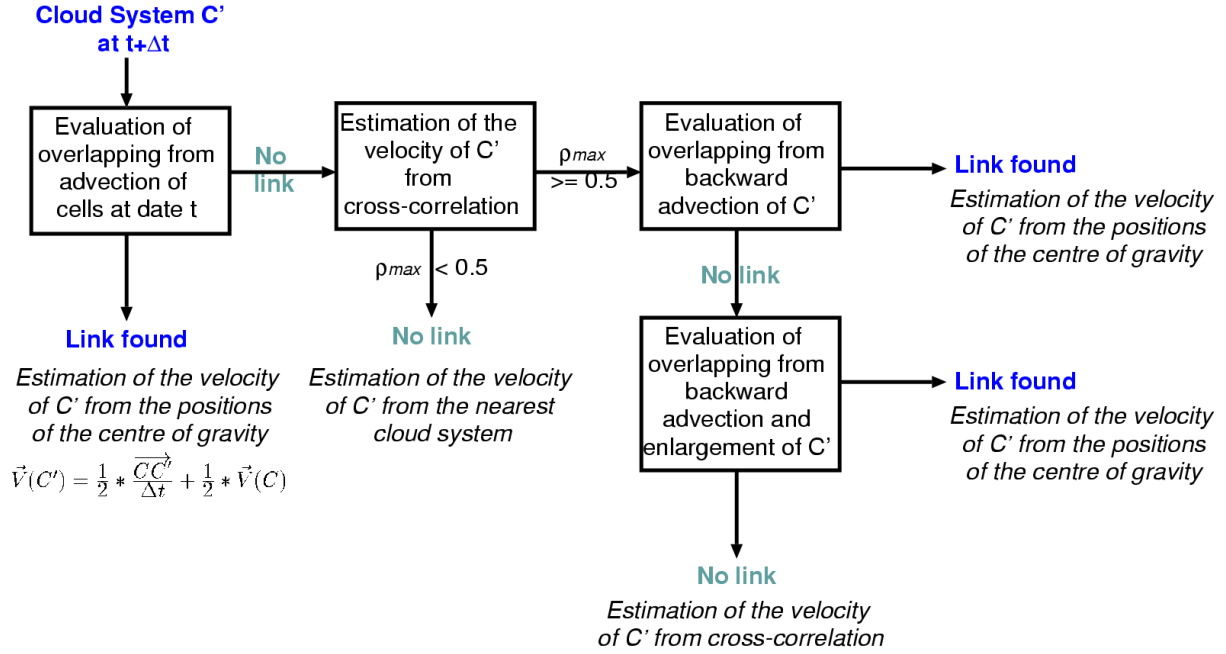 Cloud System C’
at t+Δt
Evaluation of
overlapping from
advection of
cells at date t
No
link
Estimation of the
velocity of C’
from
cross-correlation
ρmax
>= 0.5
Evaluation of
overlapping from
backward
advection of C’
Link found
Estimation of the velocity
of C’ from the positions
of the centre of gravity
ρmax < 0.5
No link
Link found
Estimation of the velocity
of C’ from the positions
of the centre of gravity
V⃗(C′) = 1/2 ∗ CC′⃗/Δt + 1/2 ∗ V⃗(C)
No link
Estimation of the velocity
of C’ from the nearest
cloud system
Evaluation of
overlapping from
backward
advection and
enlargement of C’
Link found
Estimation of the velocity
of C’ from the positions
of the centre of gravity
No link
Estimation of the velocity
of C’ from cross-correlation